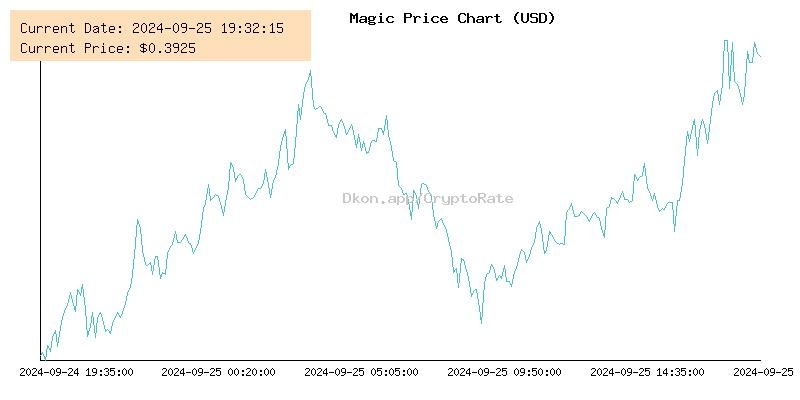 Magic Price Chart (USD)
Current Date: 2024-09-25 19:32:15
Current Price: $0.3925
Dkon.app/CryptoRate
2024-09-24 19:35:00 2024-09-25 00:20:00 2024-09-25 05:05:00 2024-09-25 09:50:00 2024-09-25 14:35:00 2024-09-25